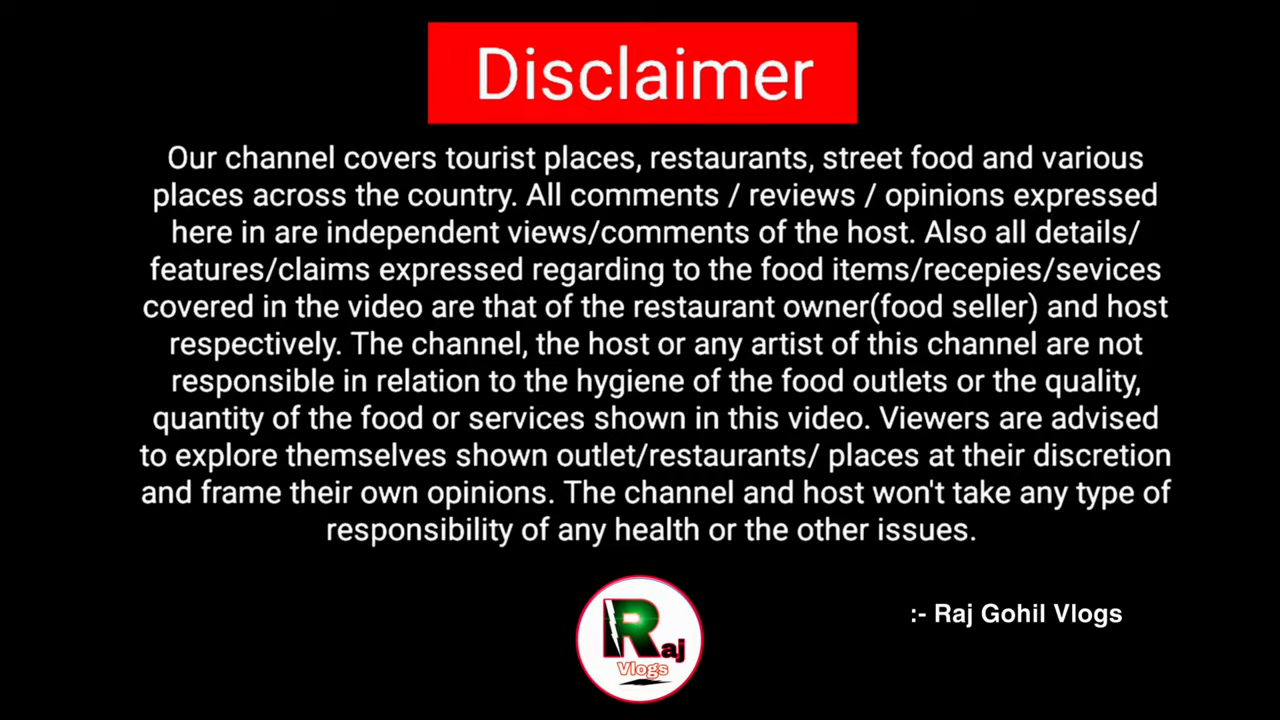 Disclaimer
Our channel covers tourist places, restaurants, street food and various
places across the country. All comments / reviews / opinions expressed
here in are independent views/comments of the host. Also all details/
features/claims expressed regarding to the food items/recepies/sevices
covered in the video are that of the restaurant owner(food seller) and host
respectively. The channel, the host or any artist of this channel are not
responsible in relation to the hygiene of the food outlets or the quality,
quantity of the food or services shown in this video. Viewers are advised
to explore themselves shown outlet/restaurants/ places at their discretion
and frame their own opinions. The channel and host won't take any type of
responsibility of any health or the other issues.
:- Raj Gohil Vlogs
Raj
Vlogs